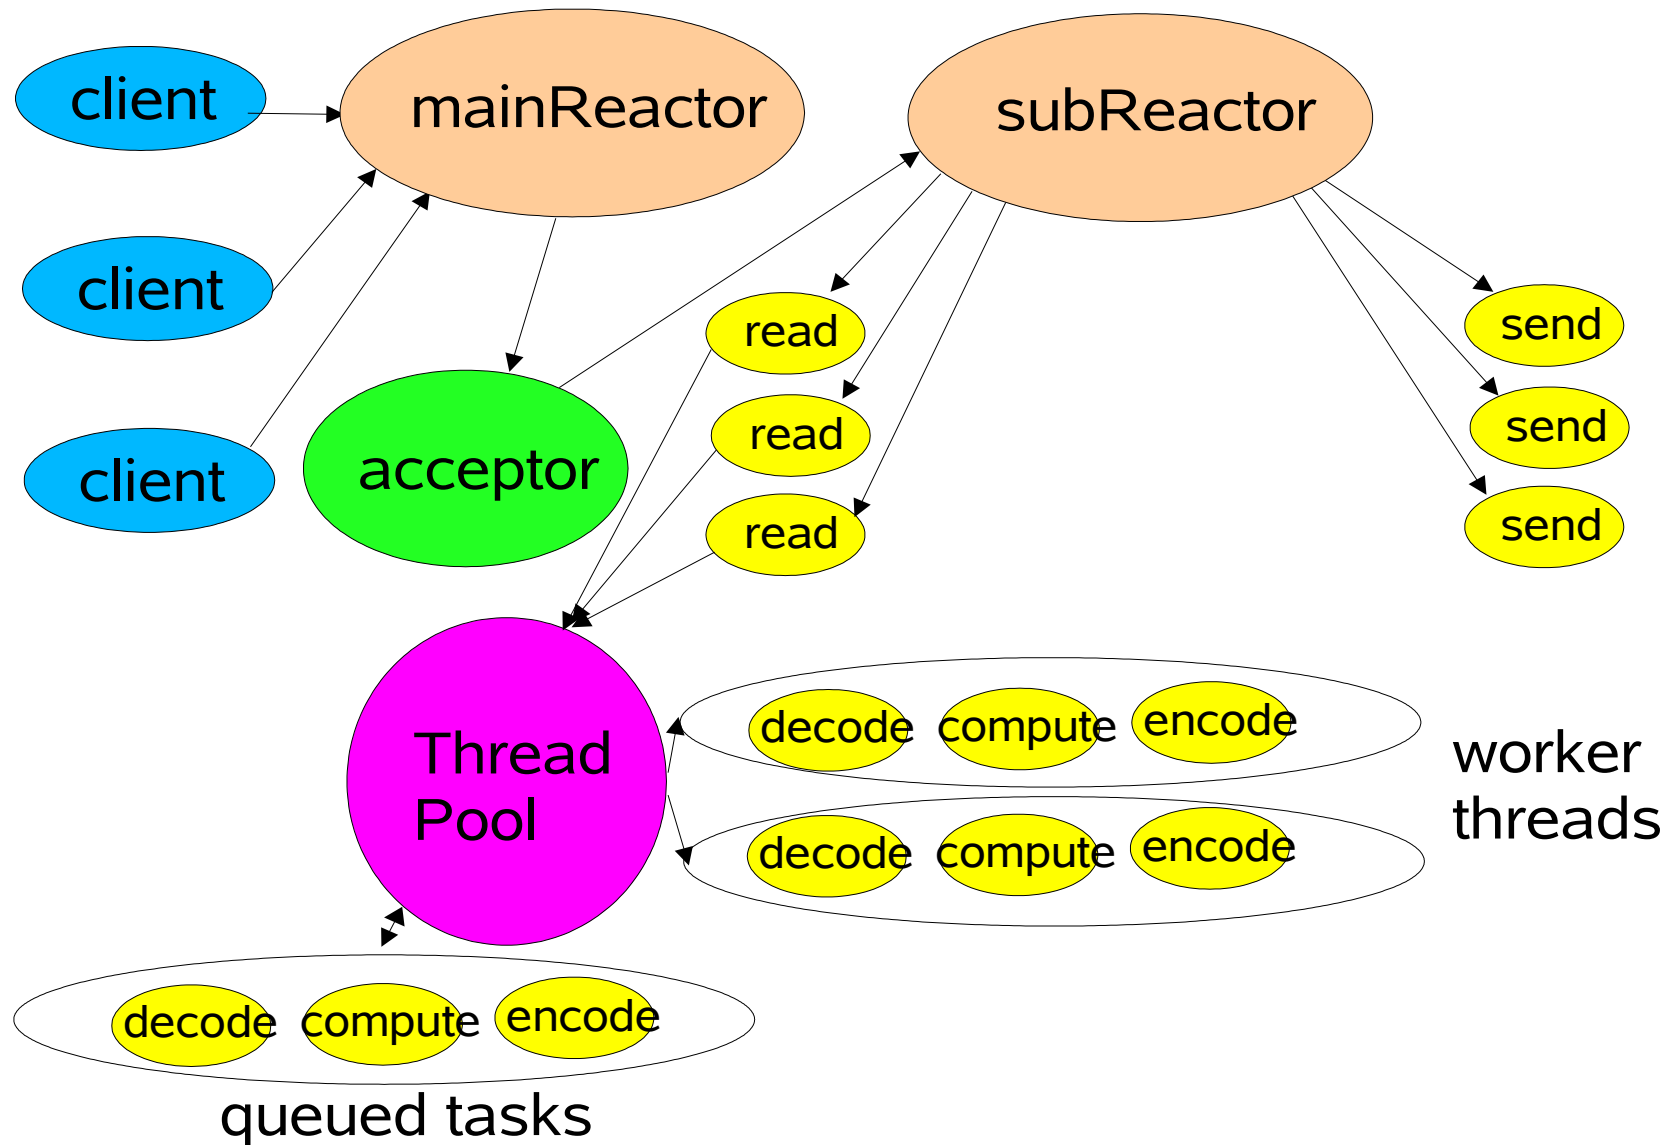 client
mainReactor
subReactor
client
client
acceptor
read
read
read
send
send
send
Thread
Pool
decode compute encode
decode compute encode
worker
threads
decode compute encode
queued tasks